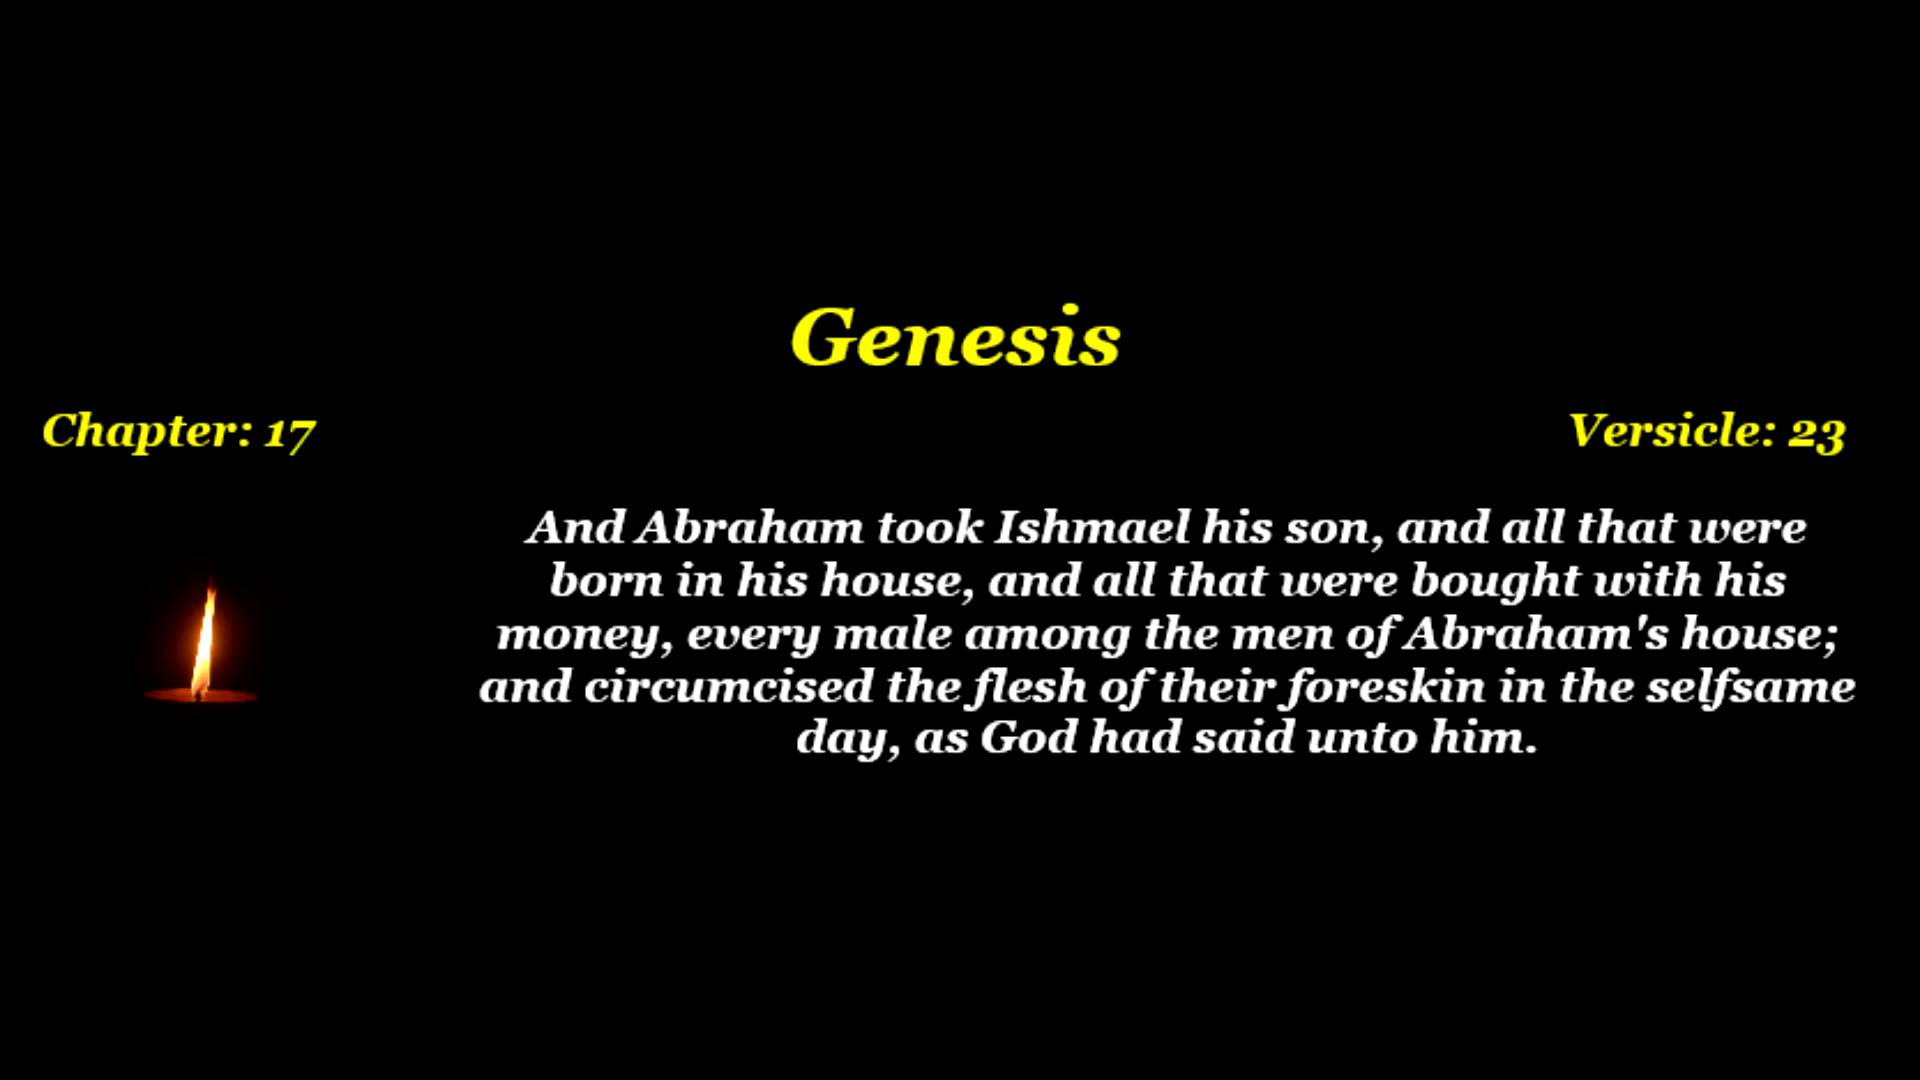 Genesis
Chapter: 17
Versicle: 23
And Abraham took Ishmael his son, and all that were
born in his house, and all that were bought with his
money, every male among the men of Abraham's house;
and circumcised the flesh of their foreskin in the selfsame
day, as God had said unto him.